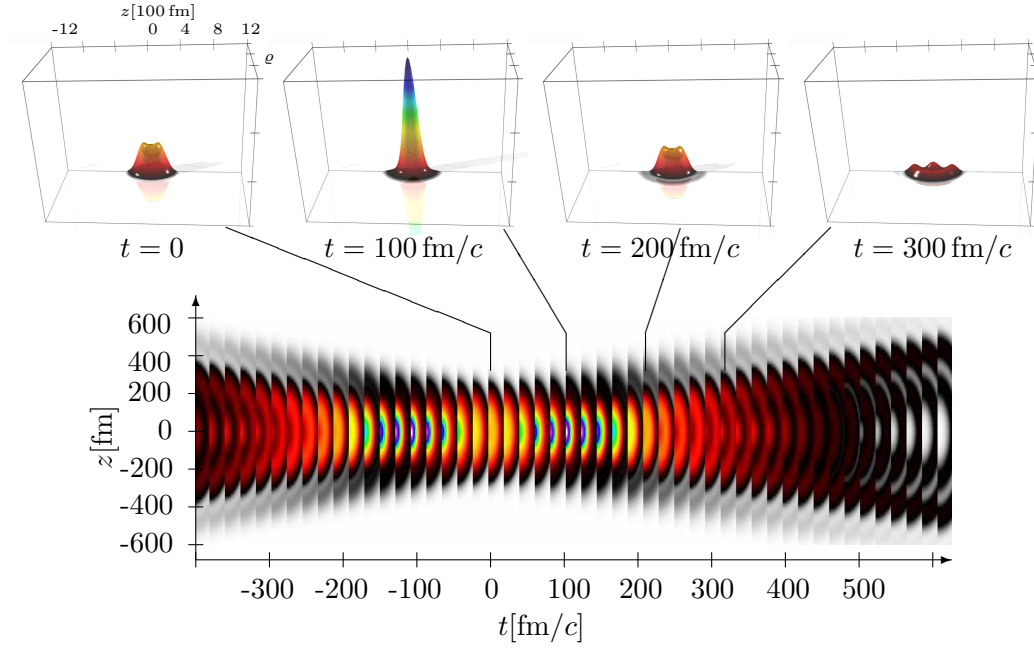 z[100 fm]
-12 0 4 8 12
ϱ
t = 0
t = 100 fm/c
t = 200 fm/c
t = 300 fm/c
600
400
200
0
-200
-400
-600
z[fm]
-300 -200 -100 0 100 200 300 400 500
t[fm/c]